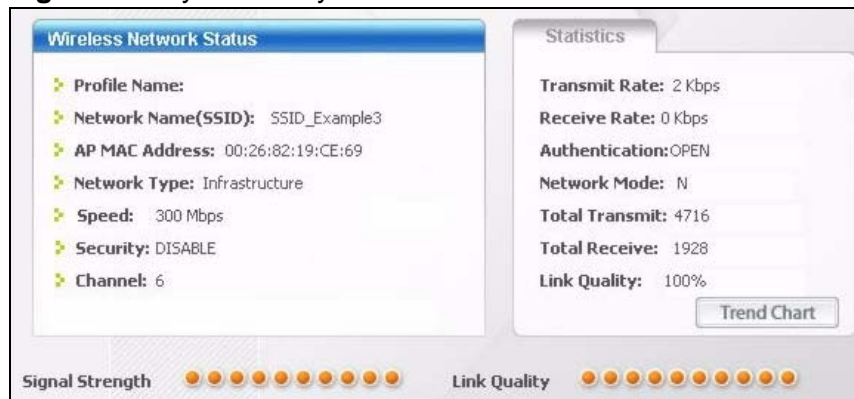 Wireless Network Status
Profile Name:
Network Name(SSID): SSID_Example3
AP MAC Address: 00:26:82:19:CE:69
Network Type: Infrastructure
Speed: 300 Mbps
Security: DISABLE
Channel: 6
Statistics
Transmit Rate: 2 Kbps
Receive Rate: 0 Kbps
Authentication:OPEN
Network Mode: N
Total Transmit: 4716
Total Receive: 1928
Link Quality: 100%
Trend Chart
Signal Strength
Link Quality